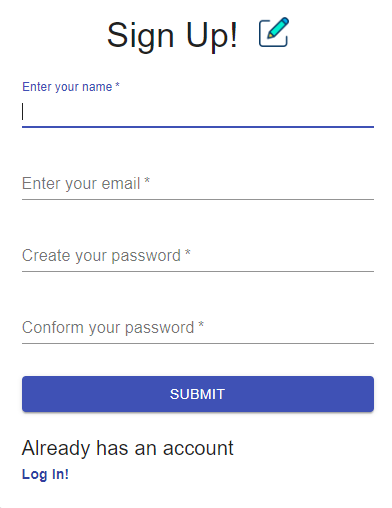 Sign Up!
Enter your name *
Enter your email *
Create your password *
Conform your password *
SUBMIT
Already has an account
Log In!